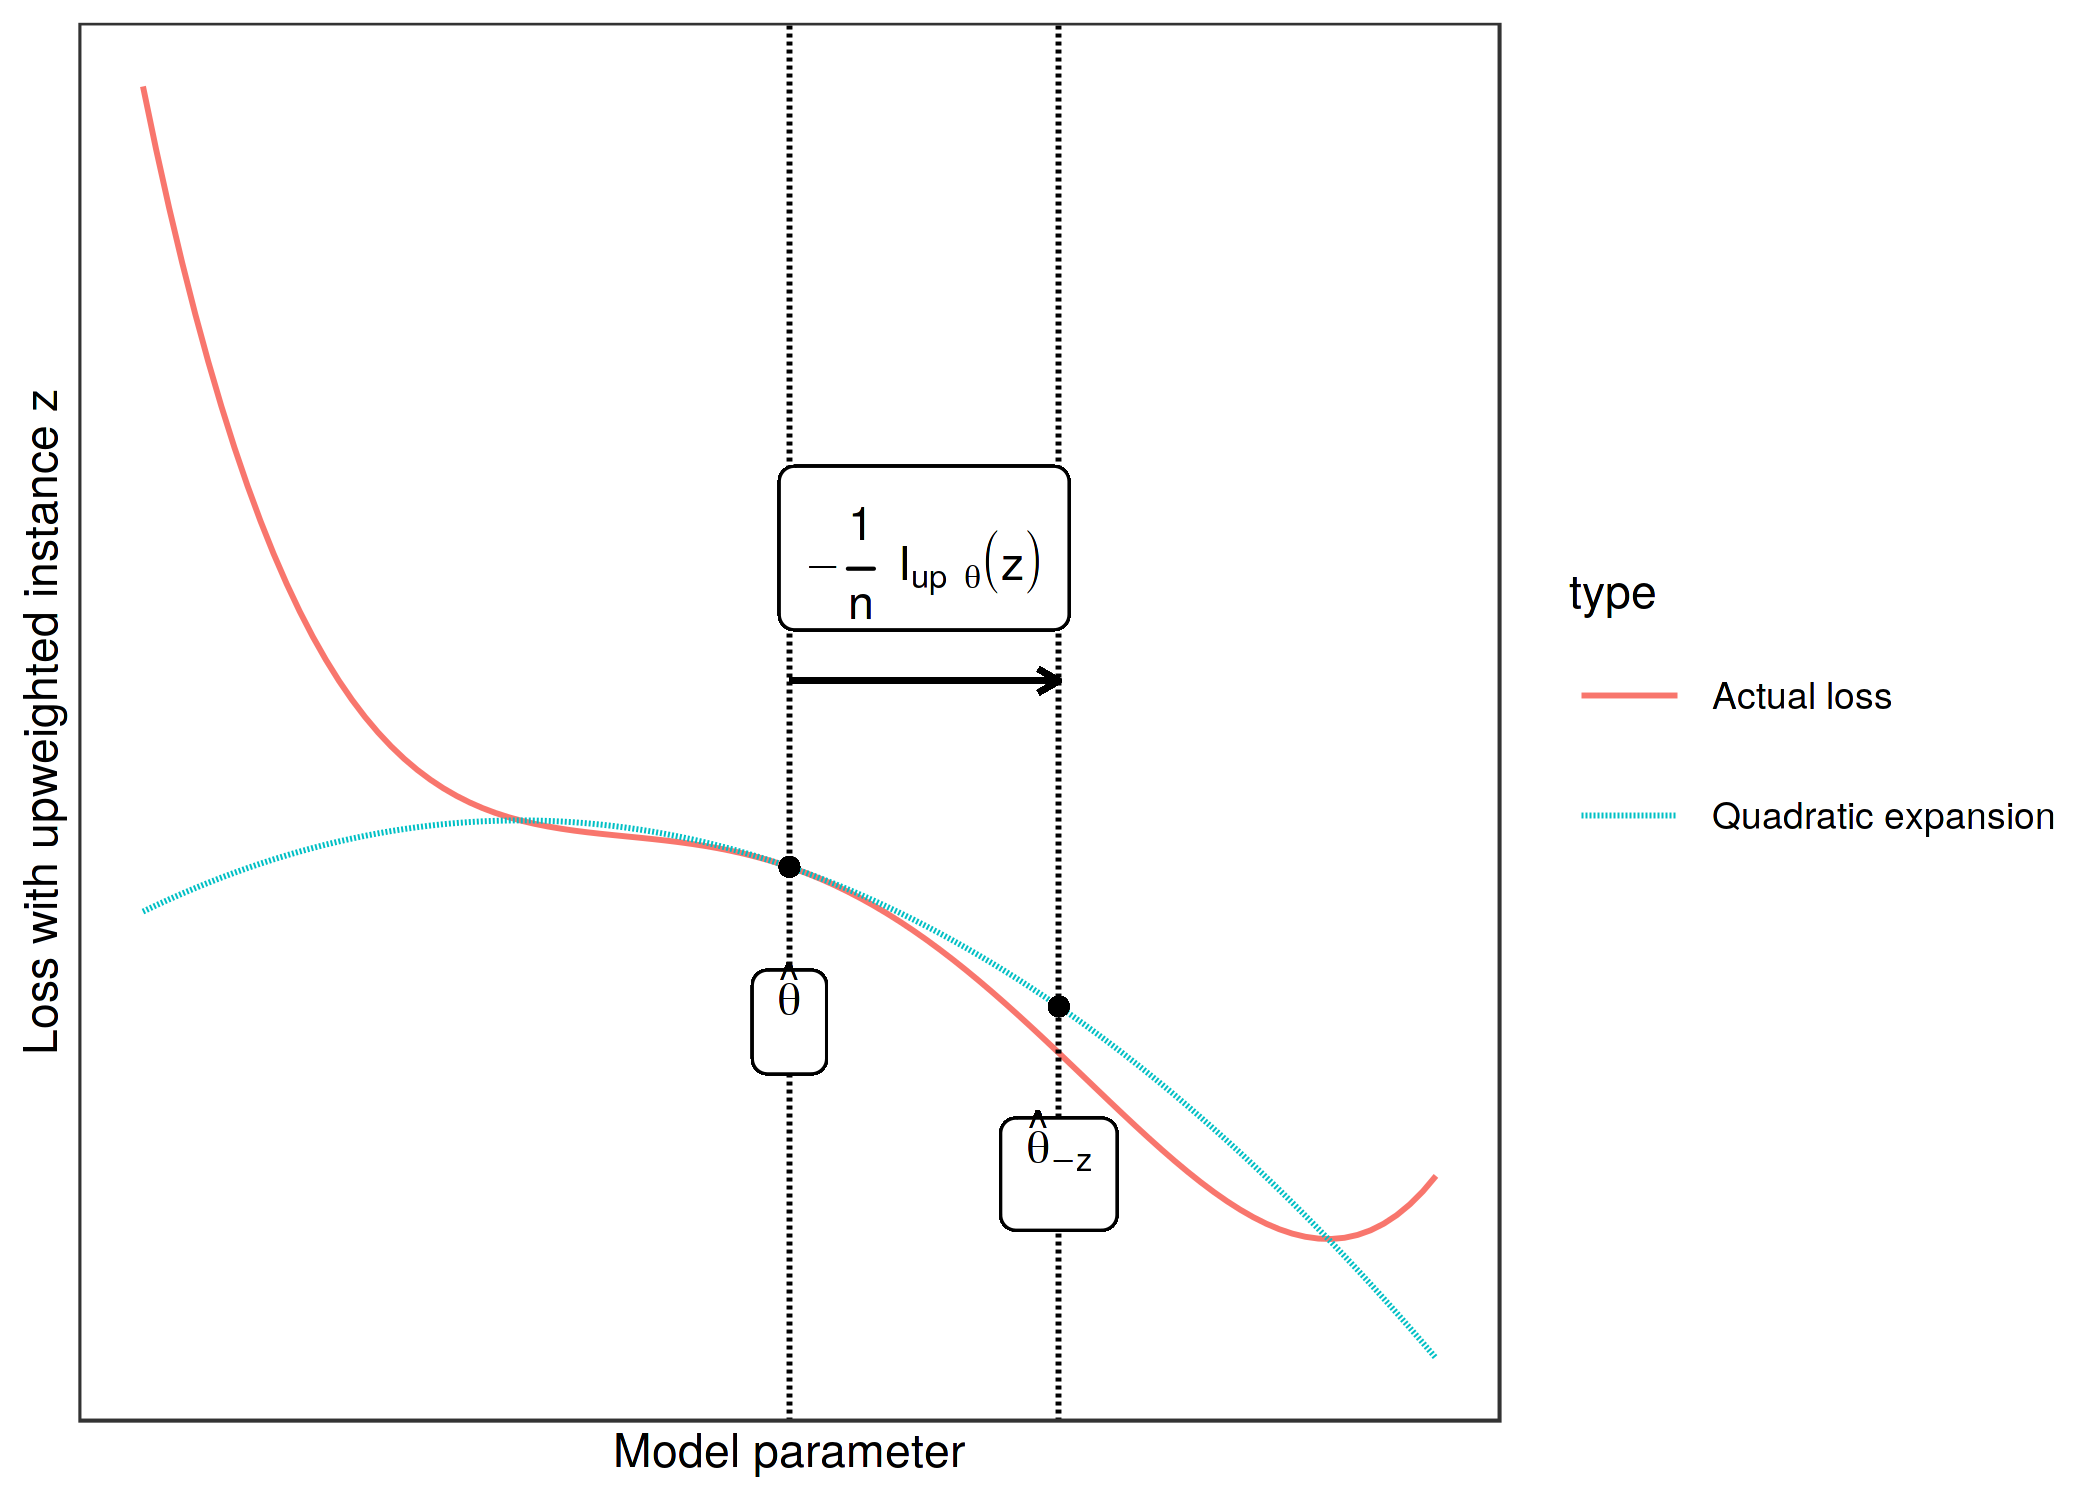 Loss with upweighted instance z
− 1/n I_up θ(z)
θ̂
θ̂_−z
Model parameter
type
Actual loss
Quadratic expansion